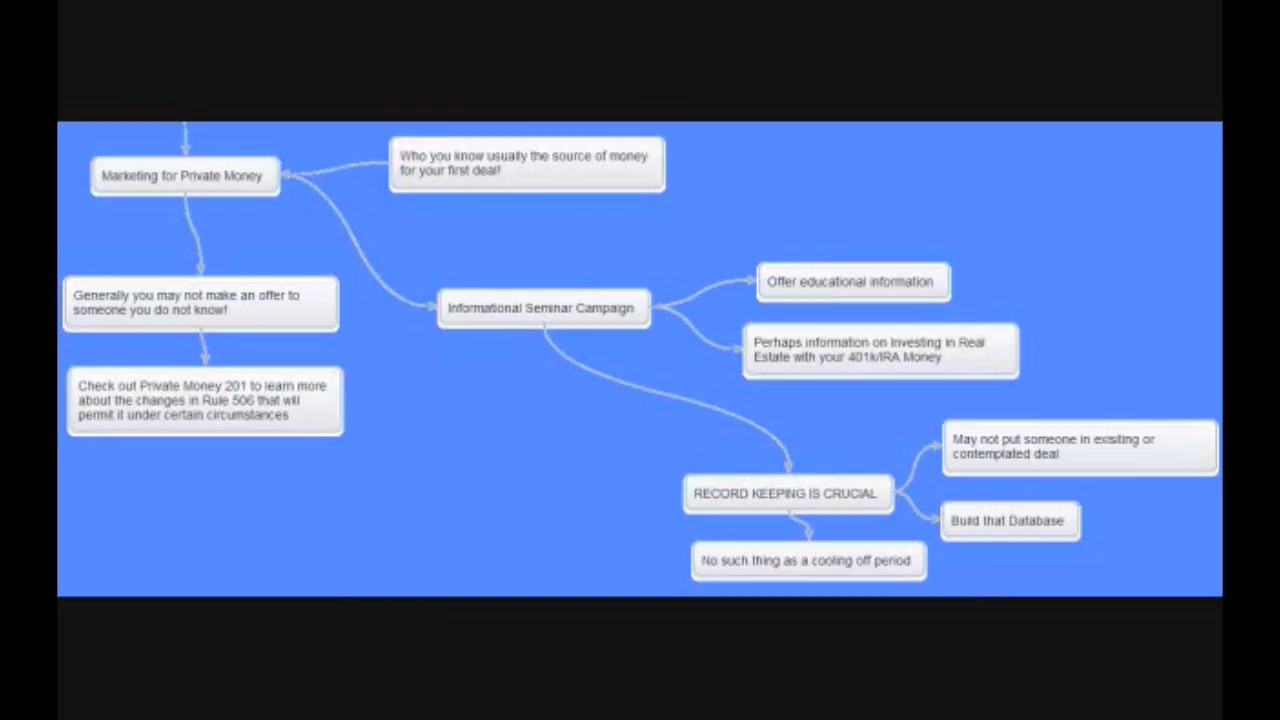 Marketing for Private Money
Who you know usually the source of money
for your first deal!
Generally you may not make an offer to
someone you do not know!
Check out Private Money 201 to learn more
about the changes in Rule 506 that will
permit it under certain circumstances
Informational Seminar Campaign
Offer educational information
Perhaps information on Investing in Real
Estate with your 401k/IRA Money
RECORD KEEPING IS CRUCIAL
May not put someone in exisiting or
contemplated deal
Build that Database
No such thing as a cooling off period